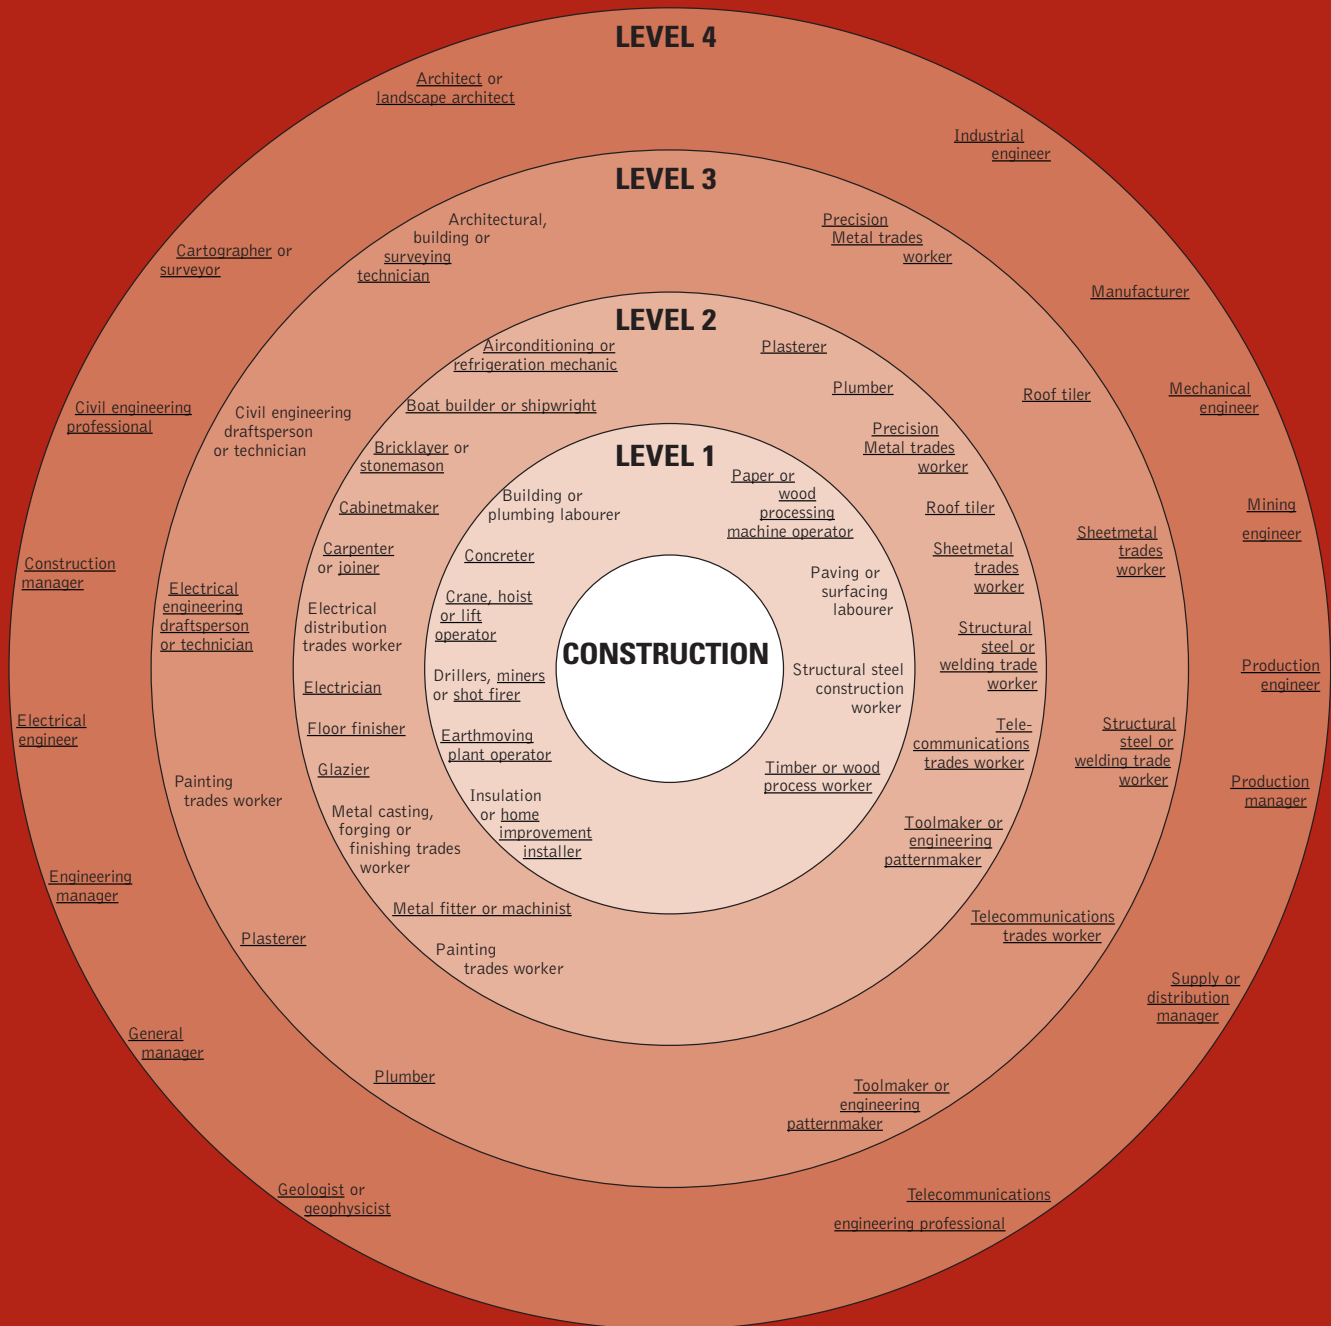 LEVEL 4
Architect or
landscape architect
Industrial
engineer
Cartographer or
surveyor
Manufacturer
Civil engineering
professional
Mechanical
engineer
Construction
manager
Mining
engineer
Electrical
engineer
Production
engineer
Engineering
manager
Production
manager
General
manager
Supply or
distribution
manager
Geologist or
geophysicist
Telecommunications
engineering professional
LEVEL 3
Architectural,
building or
surveying
technician
Precision
Metal trades
worker
Civil engineering
draftsperson
or technician
Roof tiler
Electrical
engineering
draftsperson
or technician
Sheetmetal
trades
worker
Painting
trades worker
Structural
steel or
welding trade
worker
Plasterer
Telecommunications
trades worker
Plumber
Toolmaker or
engineering
patternmaker
LEVEL 2
Airconditioning or
refrigeration mechanic
Boat builder or shipwright
Bricklayer or
stonemason
Cabinetmaker
Carpenter
or joiner
Electrical
distribution
trades worker
Electrician
Floor finisher
Glazier
Metal casting,
forging or
finishing trades
worker
Metal fitter or machinist
Painting
trades worker
Plasterer
Plumber
Precision
Metal trades
worker
Roof tiler
Sheetmetal
trades
worker
Structural
steel or
welding trade
worker
Tele-
communications
trades worker
Toolmaker or
engineering
patternmaker
LEVEL 1
Building or
plumbing labourer
Concreter
Crane, hoist
or lift
operator
Drillers, miners
or shot firer
Earthmoving
plant operator
Insulation
or home
improvement
installer
Paper or
wood
processing
machine operator
Paving or
surfacing
labourer
Structural steel
construction
worker
Timber or wood
process worker
CONSTRUCTION